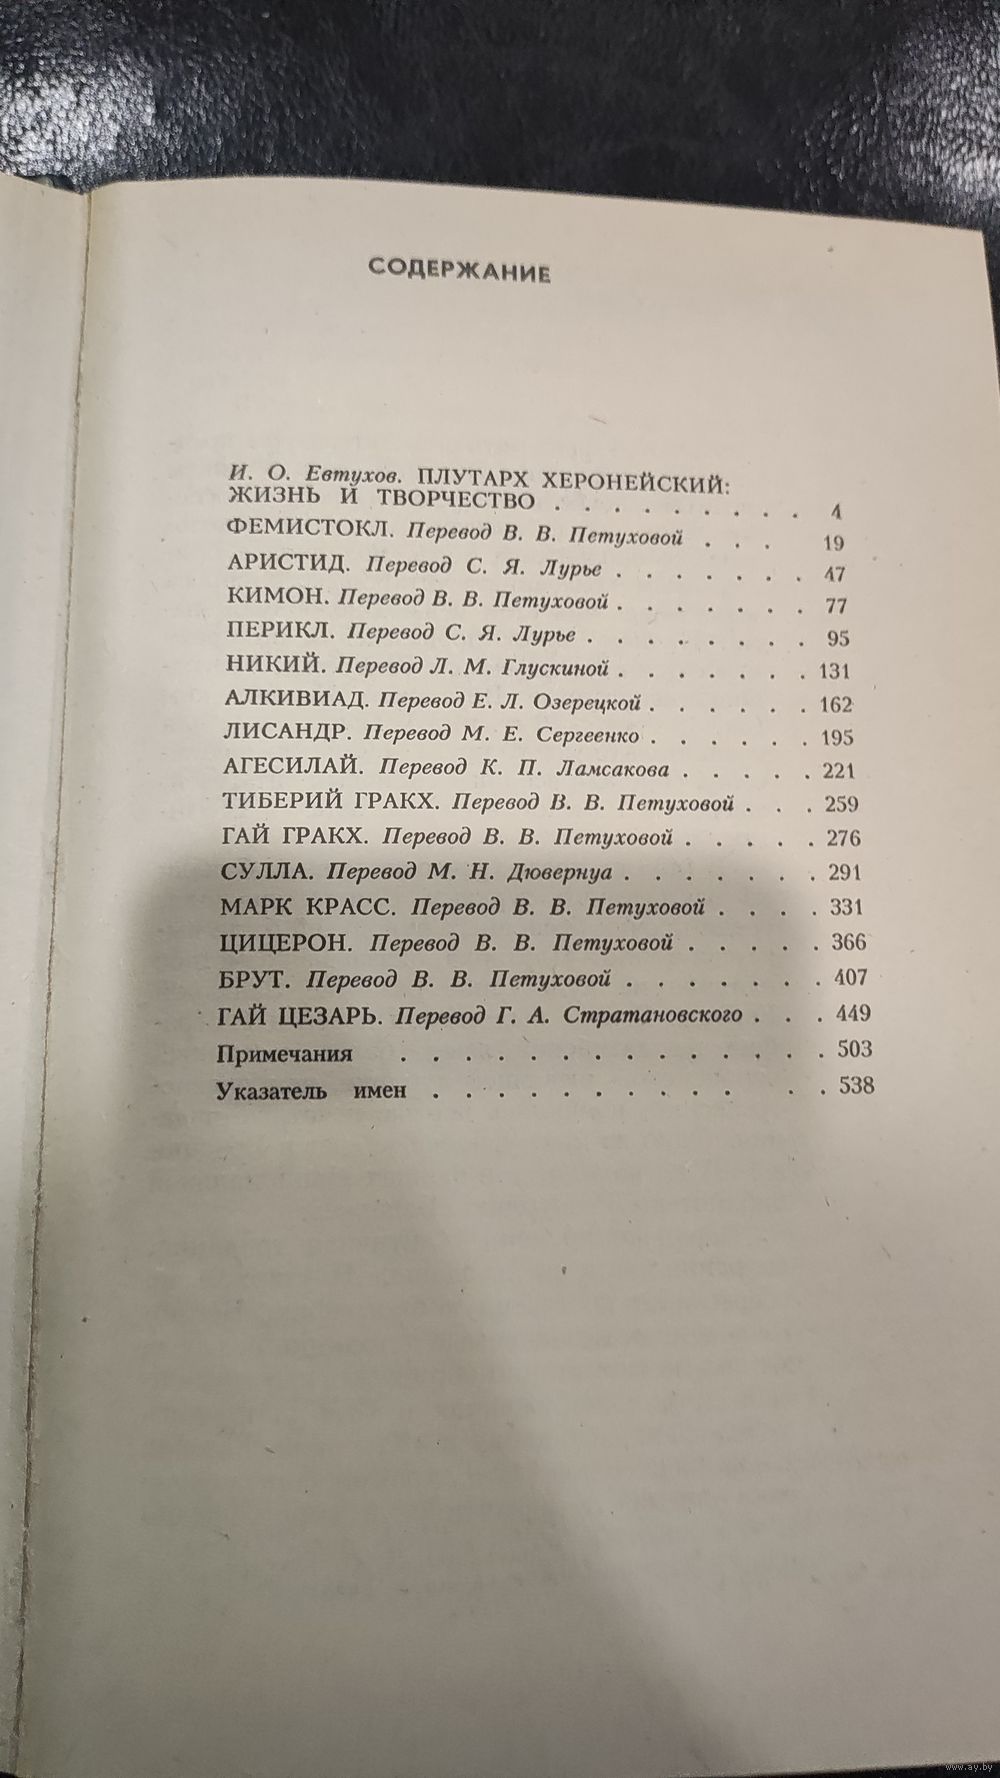 СОДЕРЖАНИЕ
И. О. Евтухов. ПЛУТАРХ ХЕРОНЕЙСКИЙ:
ЖИЗНЬ И ТВОРЧЕСТВО . . . . . . . . 4
ФЕМИСТОКЛ. Перевод В. В. Петуховой . . . 19
АРИСТИД. Перевод С. Я. Лурье . . . . . . 47
КИМОН. Перевод В. В. Петуховой . . . . . . 77
ПЕРИКЛ. Перевод С. Я. Лурье . . . . . . . 95
НИКИЙ. Перевод Л. М. Глускиной . . . . . . 131
АЛКИВИАД. Перевод Е. Л. Озерецкой . . . . . . 162
ЛИСАНДР. Перевод М. Е. Сергеенко . . . . . . 195
АГЕСИЛАЙ. Перевод К. П. Ламсакова . . . . . 221
ТИБЕРИЙ ГРАКХ. Перевод В. В. Петуховой . . . 259
ГАЙ ГРАКХ. Перевод В. В. Петуховой . . . . . 276
СУЛЛА. Перевод М. Н. Дювернуа . . . . . . . 291
МАРК КРАСС. Перевод В. В. Петуховой . . . . 331
ЦИЦЕРОН. Перевод В. В. Петуховой . . . . . 366
БРУТ. Перевод В. В. Петуховой . . . . . . . 407
ГАЙ ЦЕЗАРЬ. Перевод Г. А. Стратановского . . . 449
Примечания . . . . . . . . . . . . . . 503
Указатель имен . . . . . . . . . . . . 538
www.ay.by